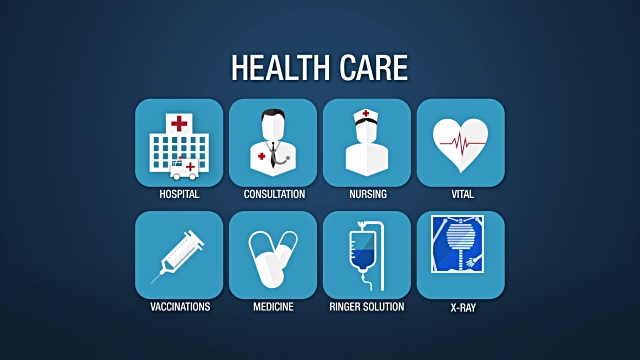 HEALTH CARE
HOSPITAL
CONSULTATION
NURSING
VITAL
VACCINATIONS
MEDICINE
RINGER SOLUTION
X-RAY